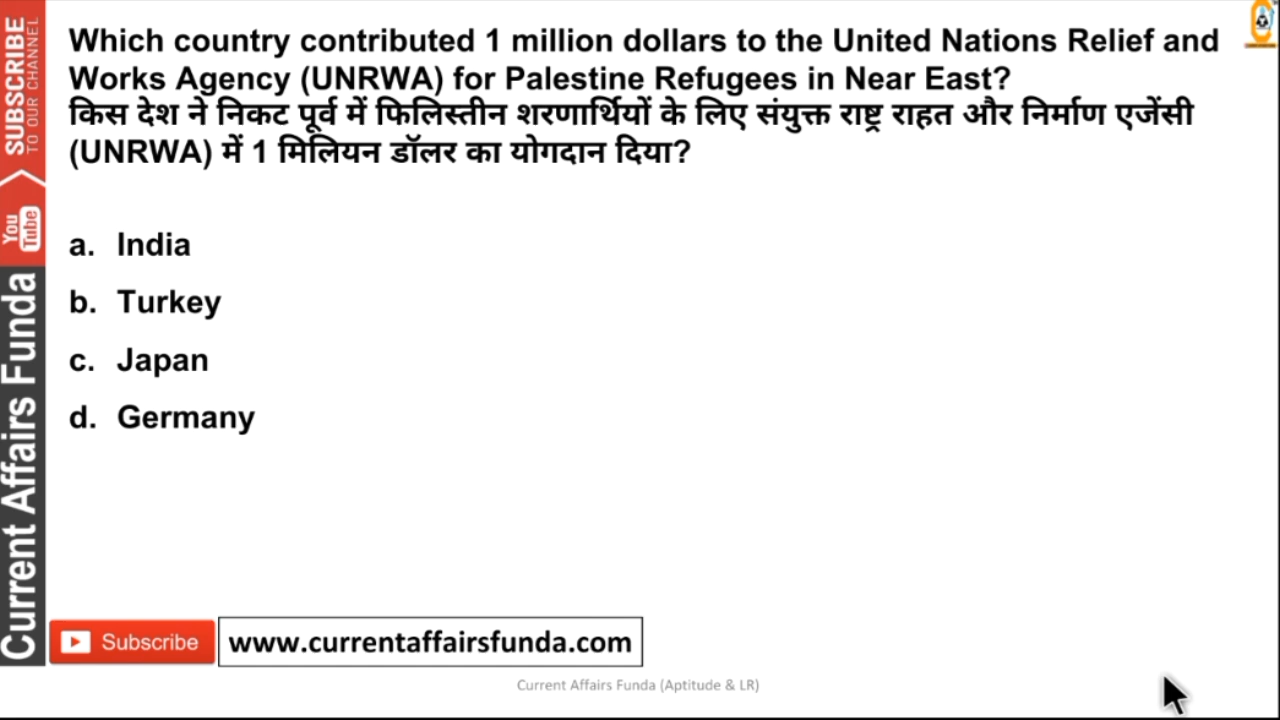 Which country contributed 1 million dollars to the United Nations Relief and
Works Agency (UNRWA) for Palestine Refugees in Near East?
किस देश ने निकट पूर्व में फिलिस्तीन शरणार्थियों के लिए संयुक्त राष्ट्र राहत और निर्माण एजेंसी
(UNRWA) में 1 मिलियन डॉलर का योगदान दिया?
a. India
b. Turkey
c. Japan
d. Germany
SUBSCRIBE
TO OUR CHANNEL
You Tube
Current Affairs Funda
Subscribe
www.currentaffairsfunda.com
Current Affairs Funda (Aptitude & LR)